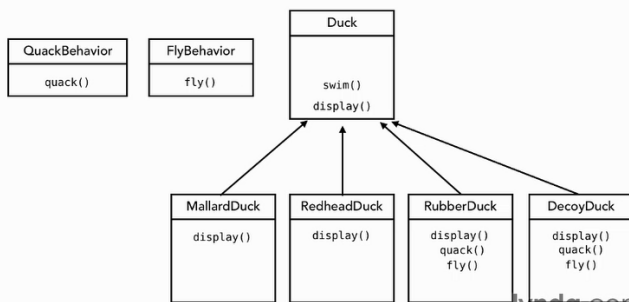 Duck
swim()
display()
QuackBehavior
quack()
FlyBehavior
fly()
MallardDuck
display()
RedheadDuck
display()
RubberDuck
display()
quack()
fly()
DecoyDuck
display()
quack()
fly()